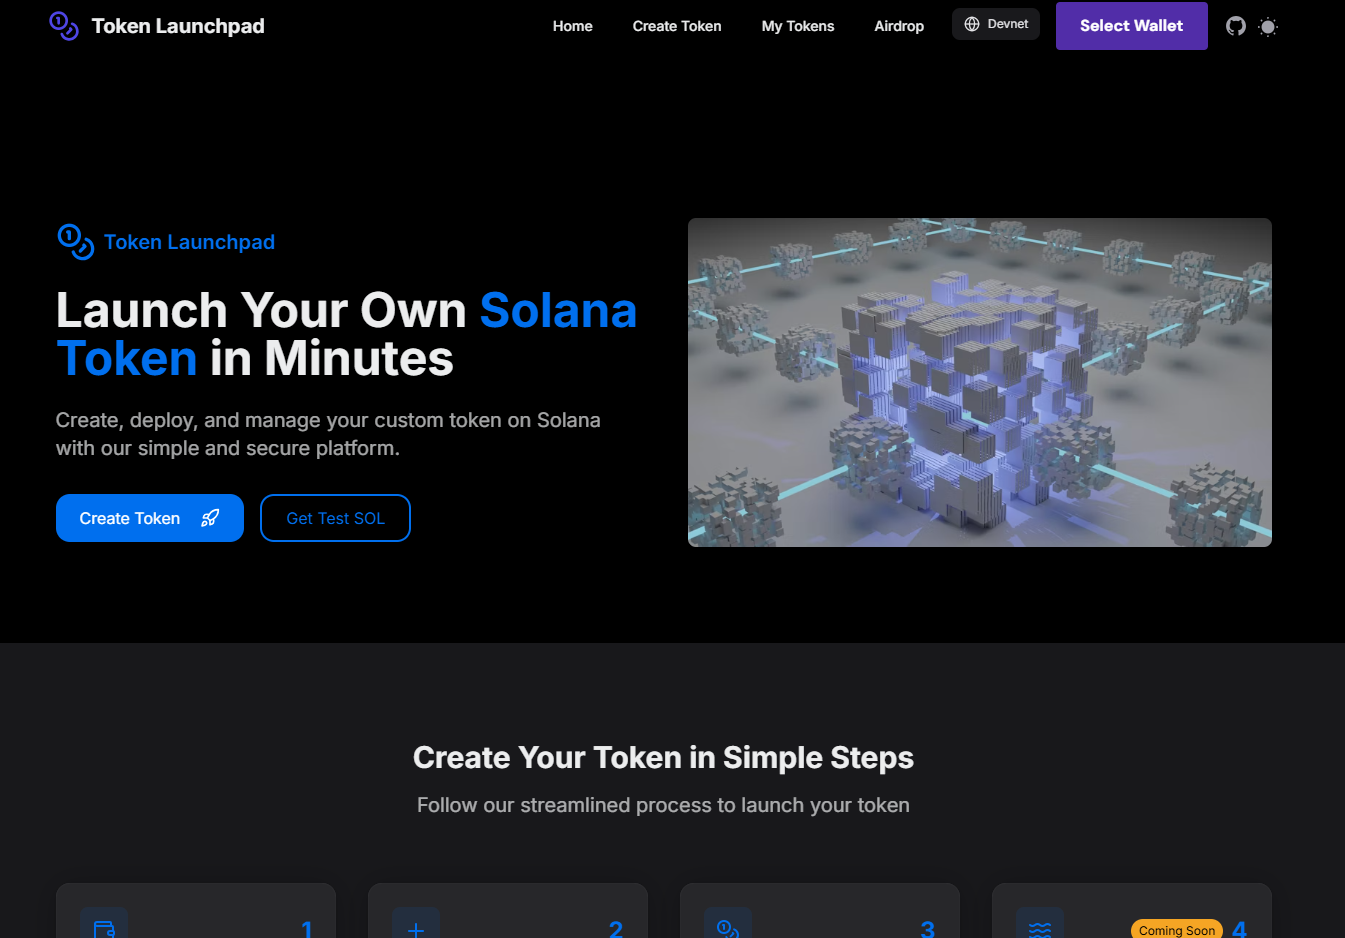 Token Launchpad
Home
Create Token
My Tokens
Airdrop
Devnet
Select Wallet
Token Launchpad
Launch Your Own Solana
Token in Minutes
Create, deploy, and manage your custom token on Solana
with our simple and secure platform.
Create Token
Get Test SOL
Create Your Token in Simple Steps
Follow our streamlined process to launch your token
1
2
3
Coming Soon
4